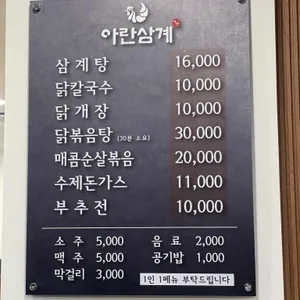 아란삼계
삼계탕 16,000
닭칼국수 10,000
닭개장 10,000
닭볶음탕 (30분 소요) 30,000
매콤순살볶음 20,000
수제돈가스 11,000
부추전 10,000
소주 5,000 음료 2,000
맥주 5,000 공기밥 1,000
막걸리 3,000
1인 1메뉴 부탁드립니다